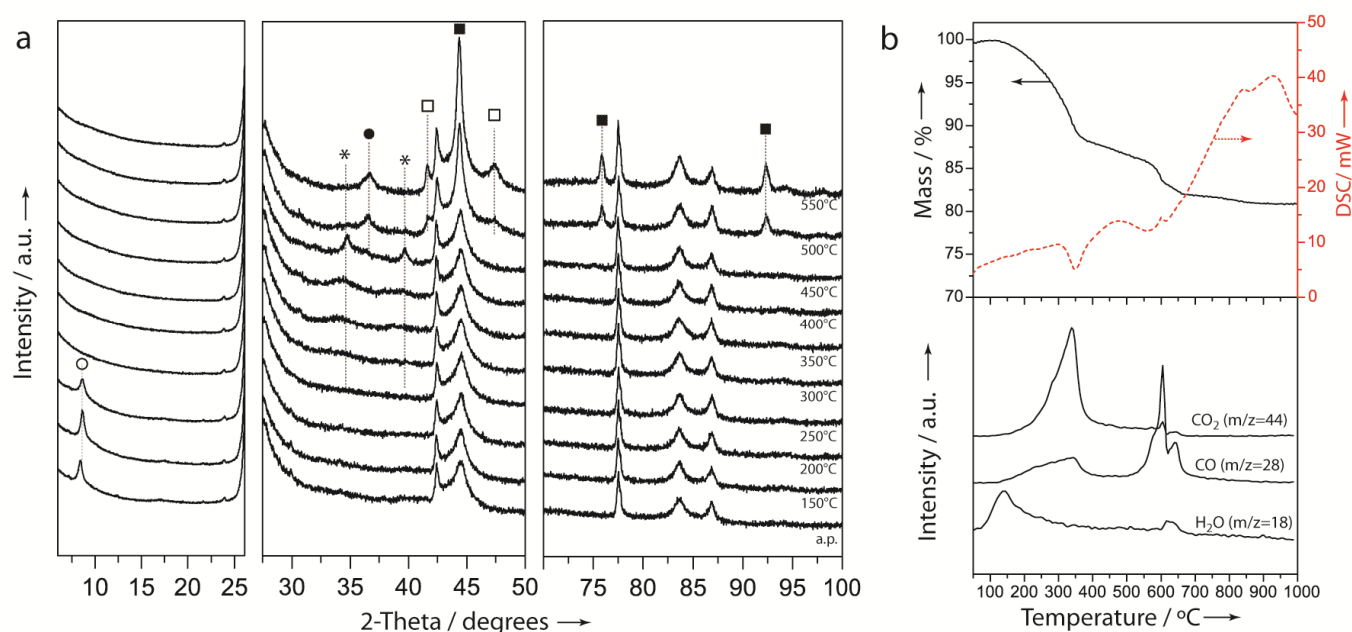 a
Intensity / a.u. ⟶
550°C
500°C
450°C
400°C
350°C
300°C
250°C
200°C
150°C
a.p.
*
*
10 15 20 25
30 35 40 45 50
70 75 80 85 90 95 100
2-Theta / degrees ⟶
b
Mass / % ⟶
100
95
90
85
80
75
70
50
40
30
20
10
0
DSC/ mW ⟶
Intensity / a.u. ⟶
CO₂ (m/z=44)
CO (m/z=28)
H₂O (m/z=18)
100 200 300 400 500 600 700 800 900 1000
Temperature / ºC ⟶